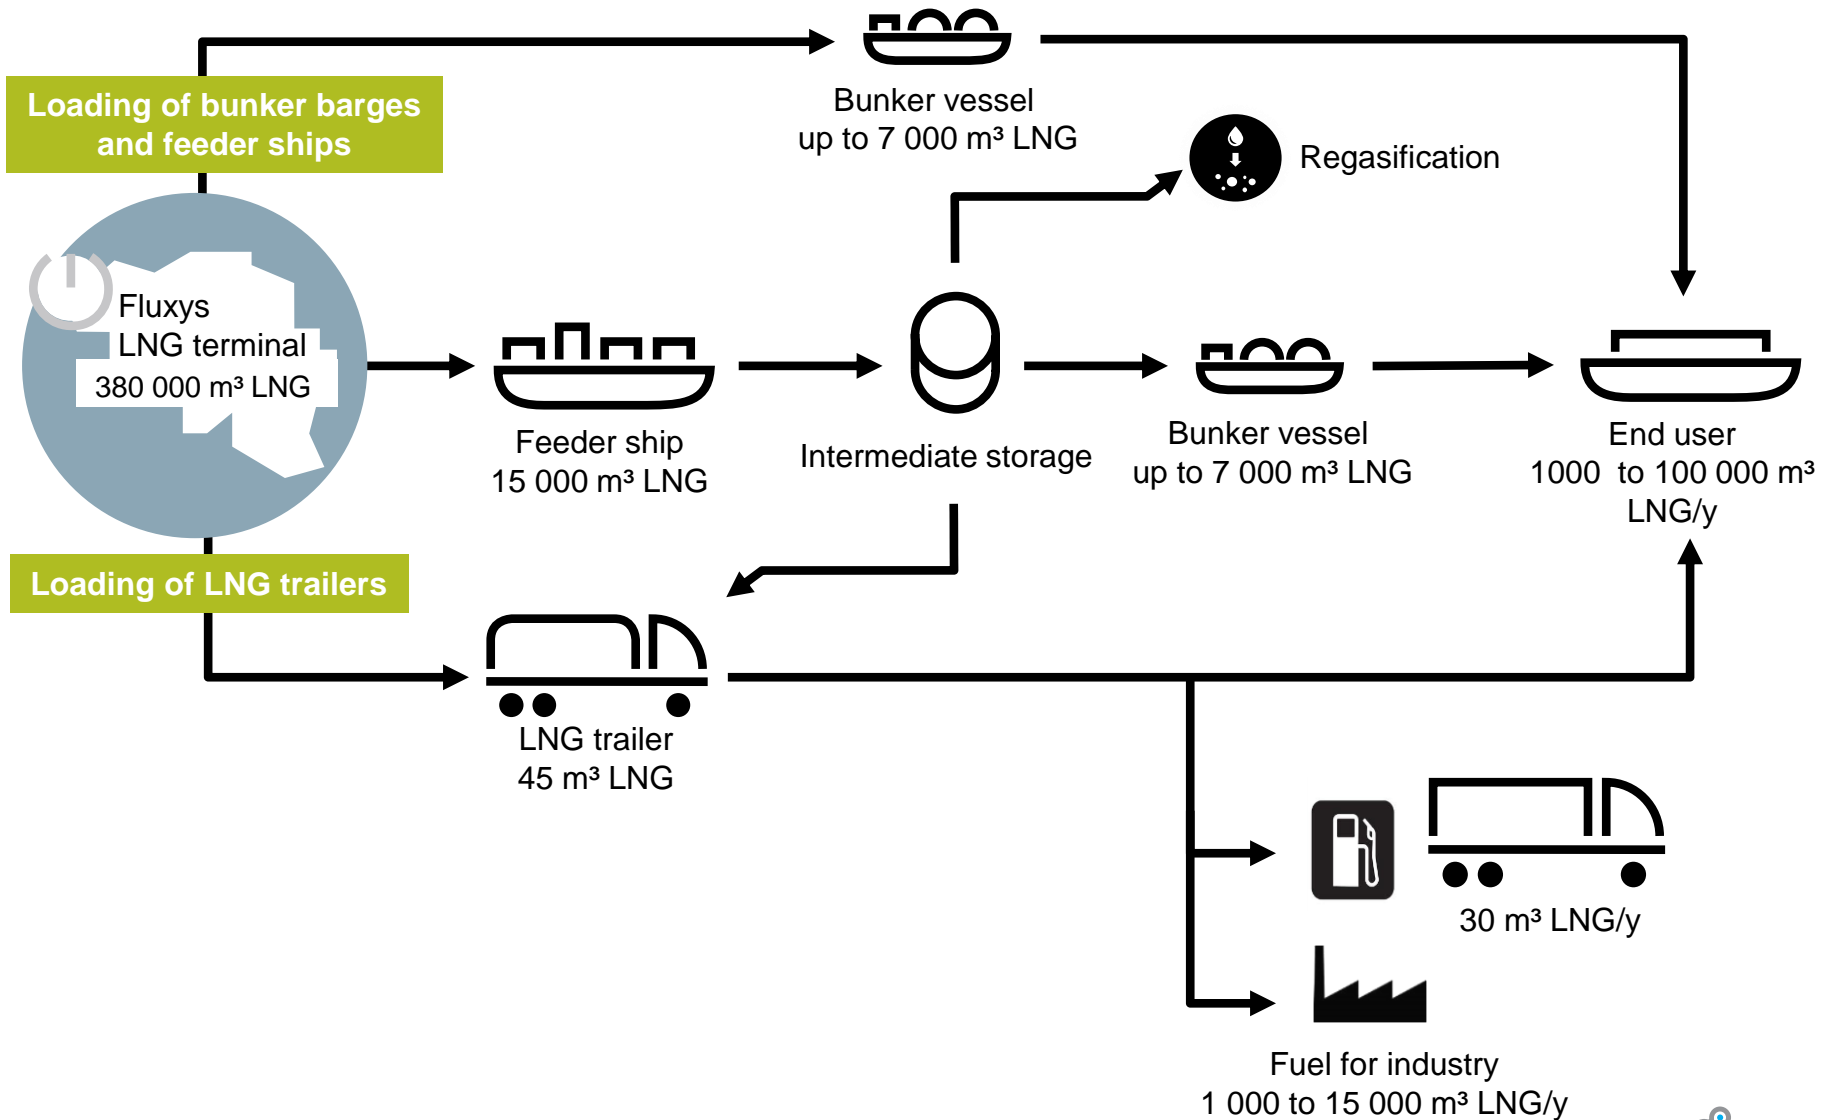 Loading of bunker barges
and feeder ships
Bunker vessel
up to 7 000 m³ LNG
Regasification
Fluxys
LNG terminal
380 000 m³ LNG
Feeder ship
15 000 m³ LNG
Intermediate storage
Bunker vessel
up to 7 000 m³ LNG
End user
1000 to 100 000 m³
LNG/y
Loading of LNG trailers
LNG trailer
45 m³ LNG
30 m³ LNG/y
Fuel for industry
1 000 to 15 000 m³ LNG/y